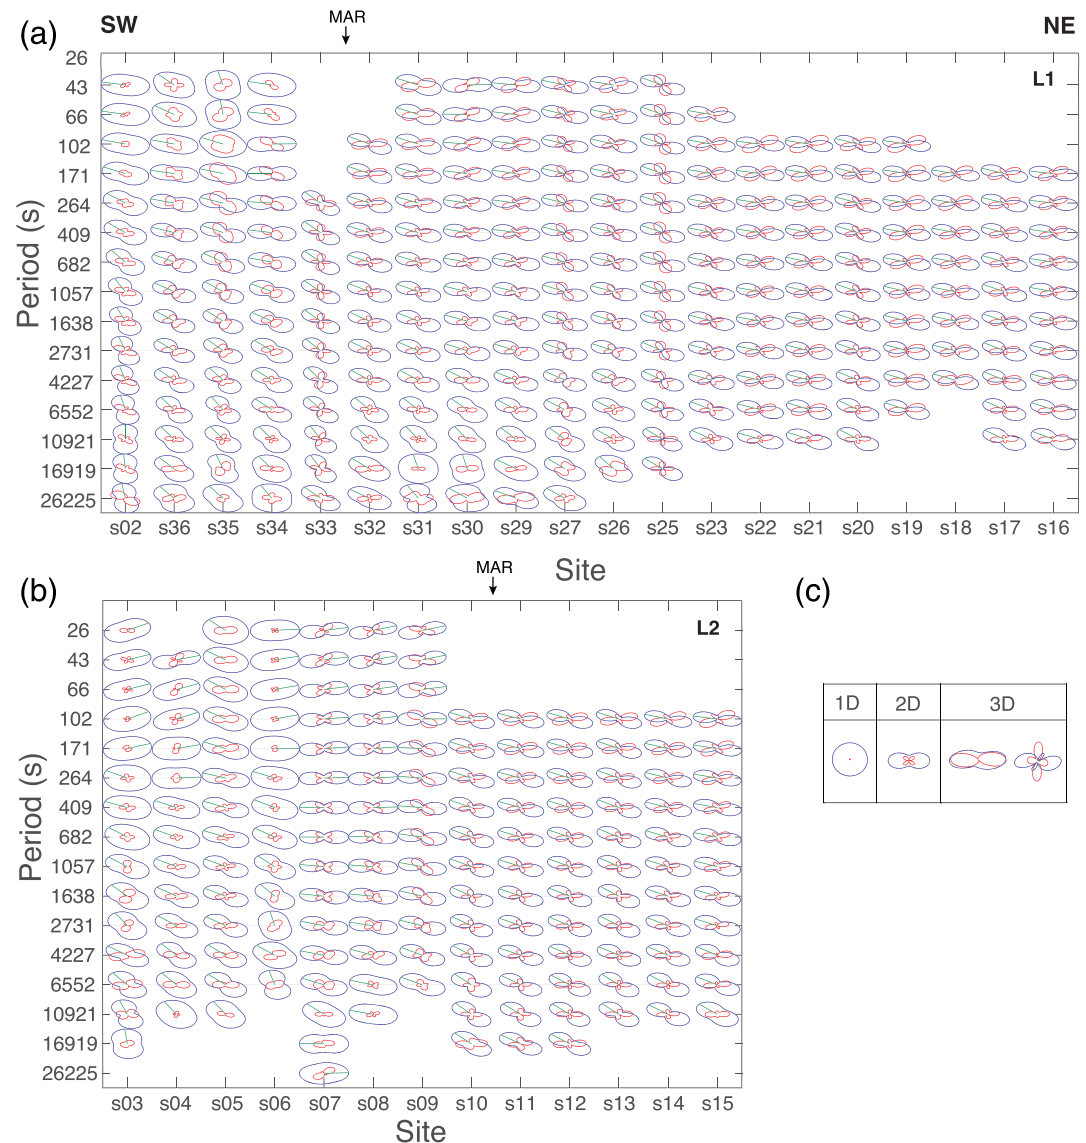 (a)
SW
MAR
NE
L1
Period (s)
26
43
66
102
171
264
409
682
1057
1638
2731
4227
6552
10921
16919
26225
s02 s36 s35 s34 s33 s32 s31 s30 s29 s27 s26 s25 s23 s22 s21 s20 s19 s18 s17 s16
Site
(b)
MAR
L2
Period (s)
26
43
66
102
171
264
409
682
1057
1638
2731
4227
6552
10921
16919
26225
s03 s04 s05 s06 s07 s08 s09 s10 s11 s12 s13 s14 s15
Site
(c)
1D 2D 3D